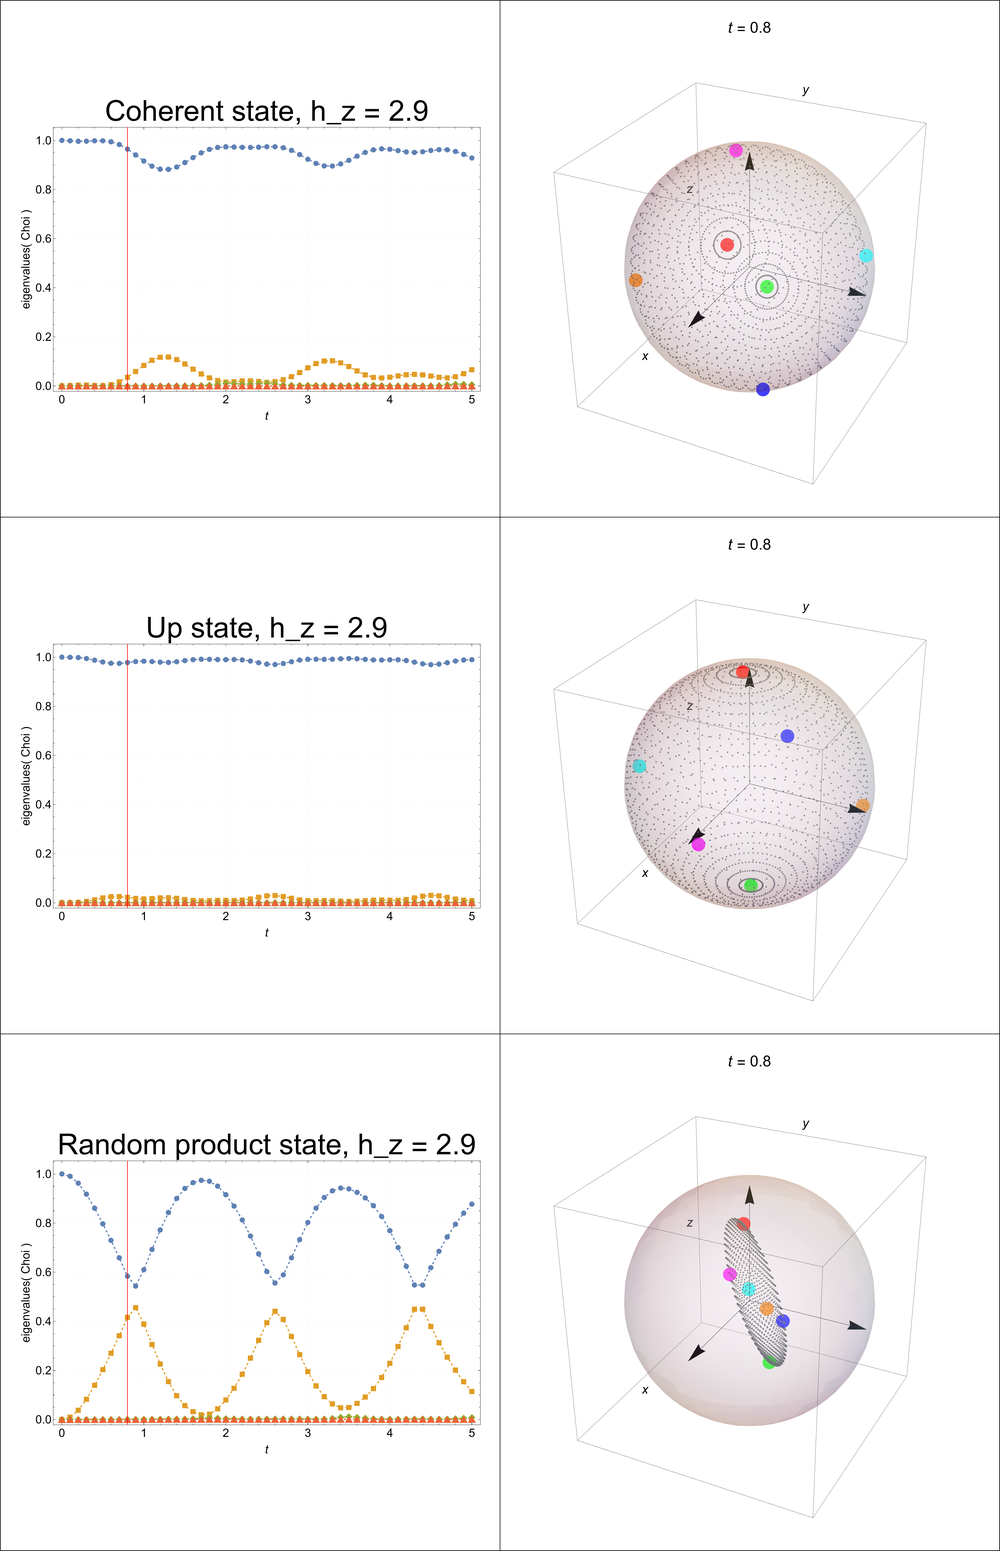 Coherent state, h_z = 2.9
eigenvalues( Choi )
1.0
0.8
0.6
0.4
0.2
0.0
0 1 2 3 4 5
t
t = 0.8
y
z
x
Up state, h_z = 2.9
eigenvalues( Choi )
1.0
0.8
0.6
0.4
0.2
0.0
0 1 2 3 4 5
t
t = 0.8
y
z
x
Random product state, h_z = 2.9
eigenvalues( Choi )
1.0
0.8
0.6
0.4
0.2
0.0
0 1 2 3 4 5
t
t = 0.8
y
z
x